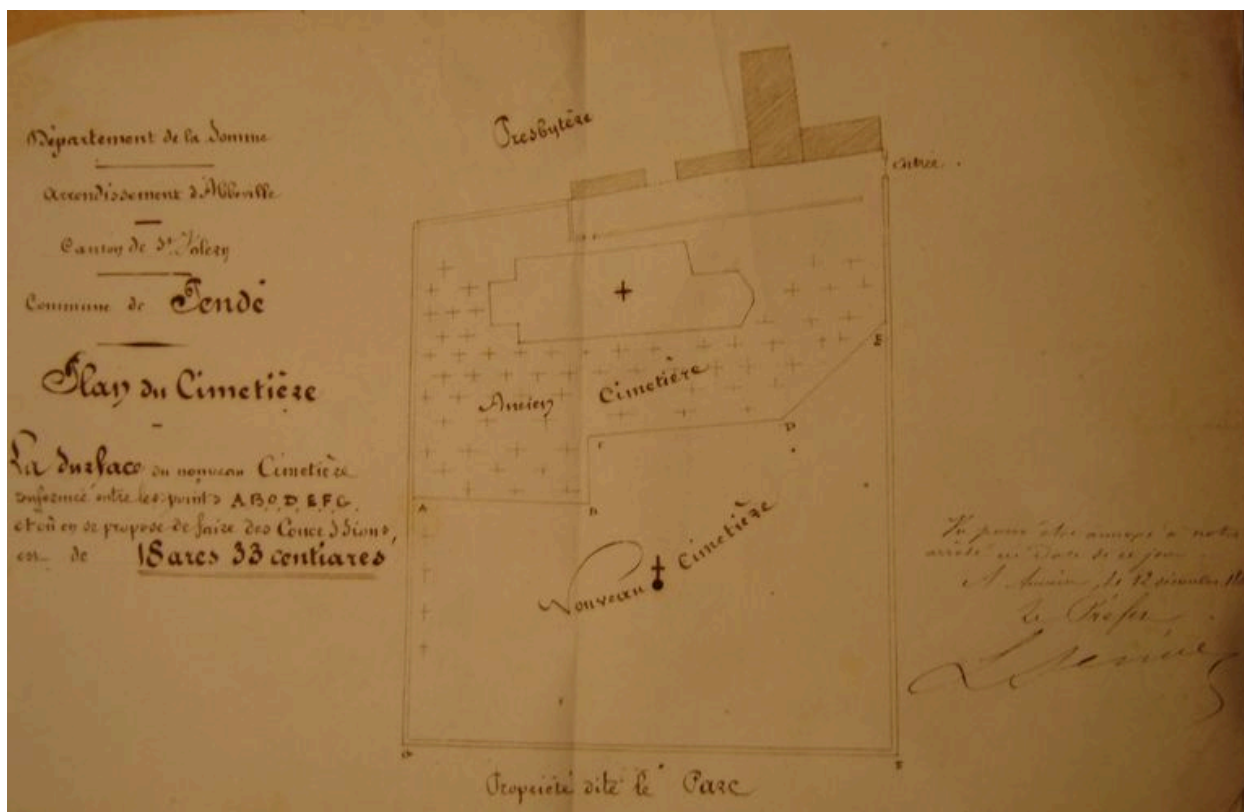 Département de la Somme
Arrondissement d'Abbeville
Canton de St Valery
Commune de Pendé
Plan du Cimetière
La Surface du nouveau Cimetière
renfermé entre les points A, B, C, D, E, F, G,
et où on se propose de faire des Concessions,
est de 18 ares 33 centiares
Presbytère
entrée
Ancien Cimetière
A
B
C
D
E
Nouveau Cimetière
G
F
Propriété dite le Parc
Vu pour être annexé à notre
arrêté en Date de ce jour
A Amiens, le 12 décembre
Le Préfet